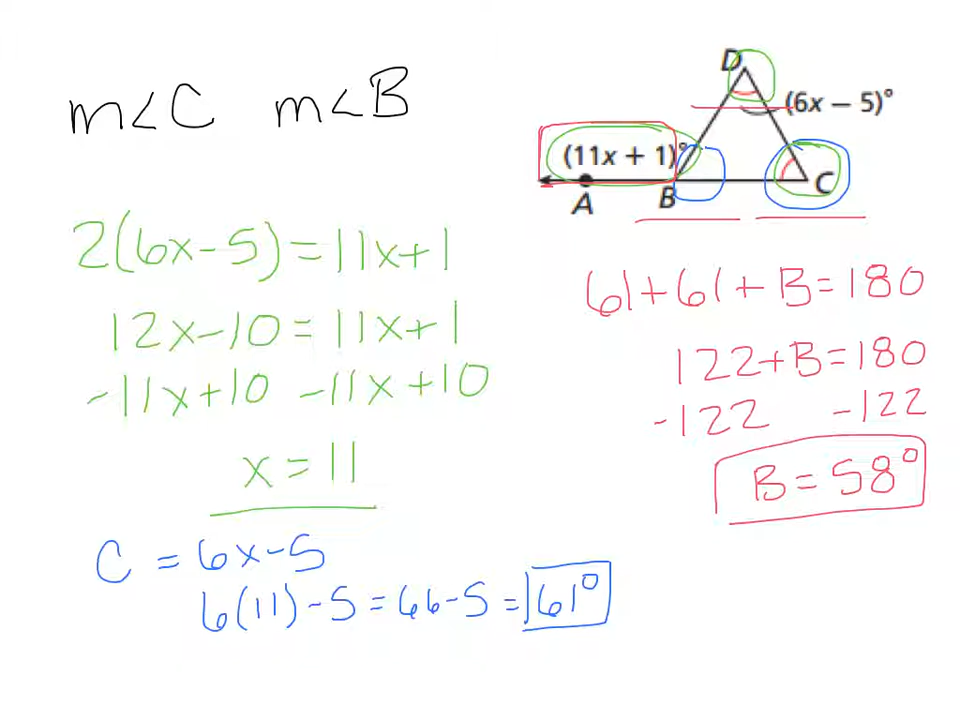 m<C m<B
D
(6x – 5)°
(11x + 1)°
A B C
2(6x-5)=11x+1
12x-10=11x+1
-11x+10 -11x+10
x=11
C = 6x-5
6(11)-5=66-5=61°
61+61+B=180
122+B=180
-122 -122
B=58°